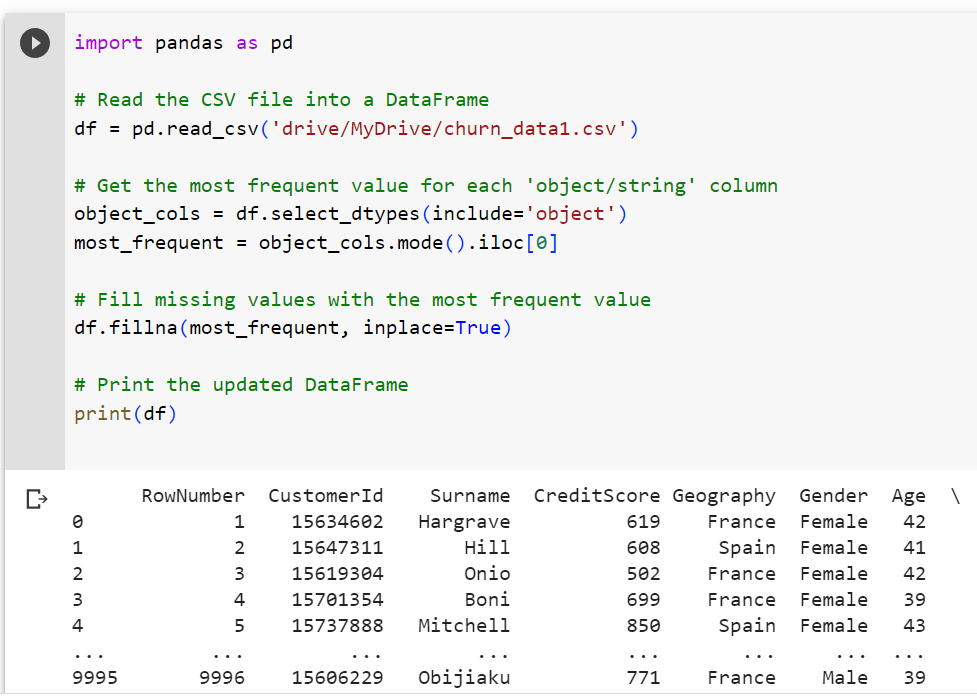 import pandas as pd
# Read the CSV file into a DataFrame
df = pd.read_csv('drive/MyDrive/churn_data1.csv')
# Get the most frequent value for each 'object/string' column
object_cols = df.select_dtypes(include='object')
most_frequent = object_cols.mode().iloc[0]
# Fill missing values with the most frequent value
df.fillna(most_frequent, inplace=True)
# Print the updated DataFrame
print(df)
RowNumber CustomerId Surname CreditScore Geography Gender Age \
0 1 15634602 Hargrave 619 France Female 42
1 2 15647311 Hill 608 Spain Female 41
2 3 15619304 Onio 502 France Female 42
3 4 15701354 Boni 699 France Female 39
4 5 15737888 Mitchell 850 Spain Female 43
... ... ... ... ... ... ... ...
9995 9996 15606229 Obijiaku 771 France Male 39